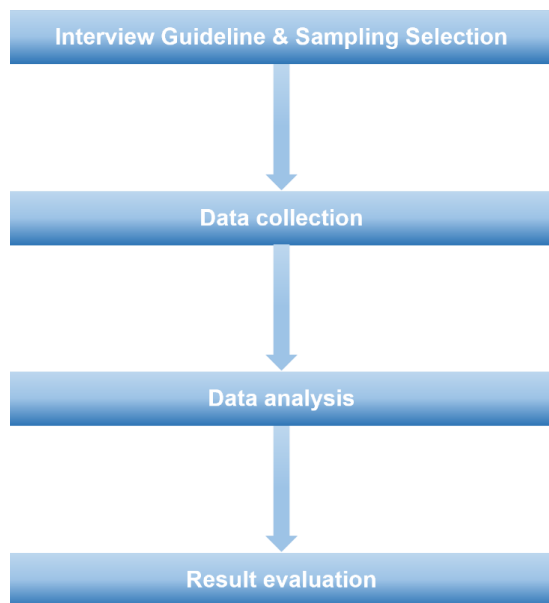 Interview Guideline & Sampling Selection
Data collection
Data analysis
Result evaluation